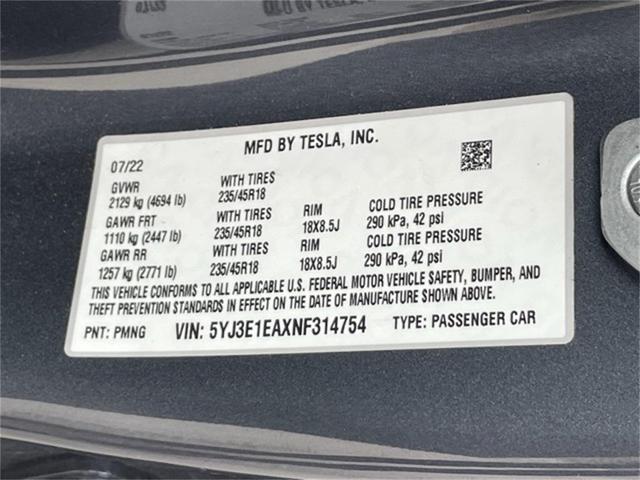 MFD BY TESLA, INC.
07/22
GVWR WITH TIRES
2129 kg (4694 lb) 235/45R18
GAWR FRT WITH TIRES RIM COLD TIRE PRESSURE
1110 kg (2447 lb) 235/45R18 18X8.5J 290 kPa, 42 psi
GAWR RR WITH TIRES RIM COLD TIRE PRESSURE
1257 kg (2771 lb) 235/45R18 18X8.5J 290 kPa, 42 psi
THIS VEHICLE CONFORMS TO ALL APPLICABLE U.S. FEDERAL MOTOR VEHICLE SAFETY, BUMPER, AND
THEFT PREVENTION STANDARDS IN EFFECT ON THE DATE OF MANUFACTURE SHOWN ABOVE.
PNT: PMNG VIN: 5YJ3E1EAXNF314754 TYPE: PASSENGER CAR